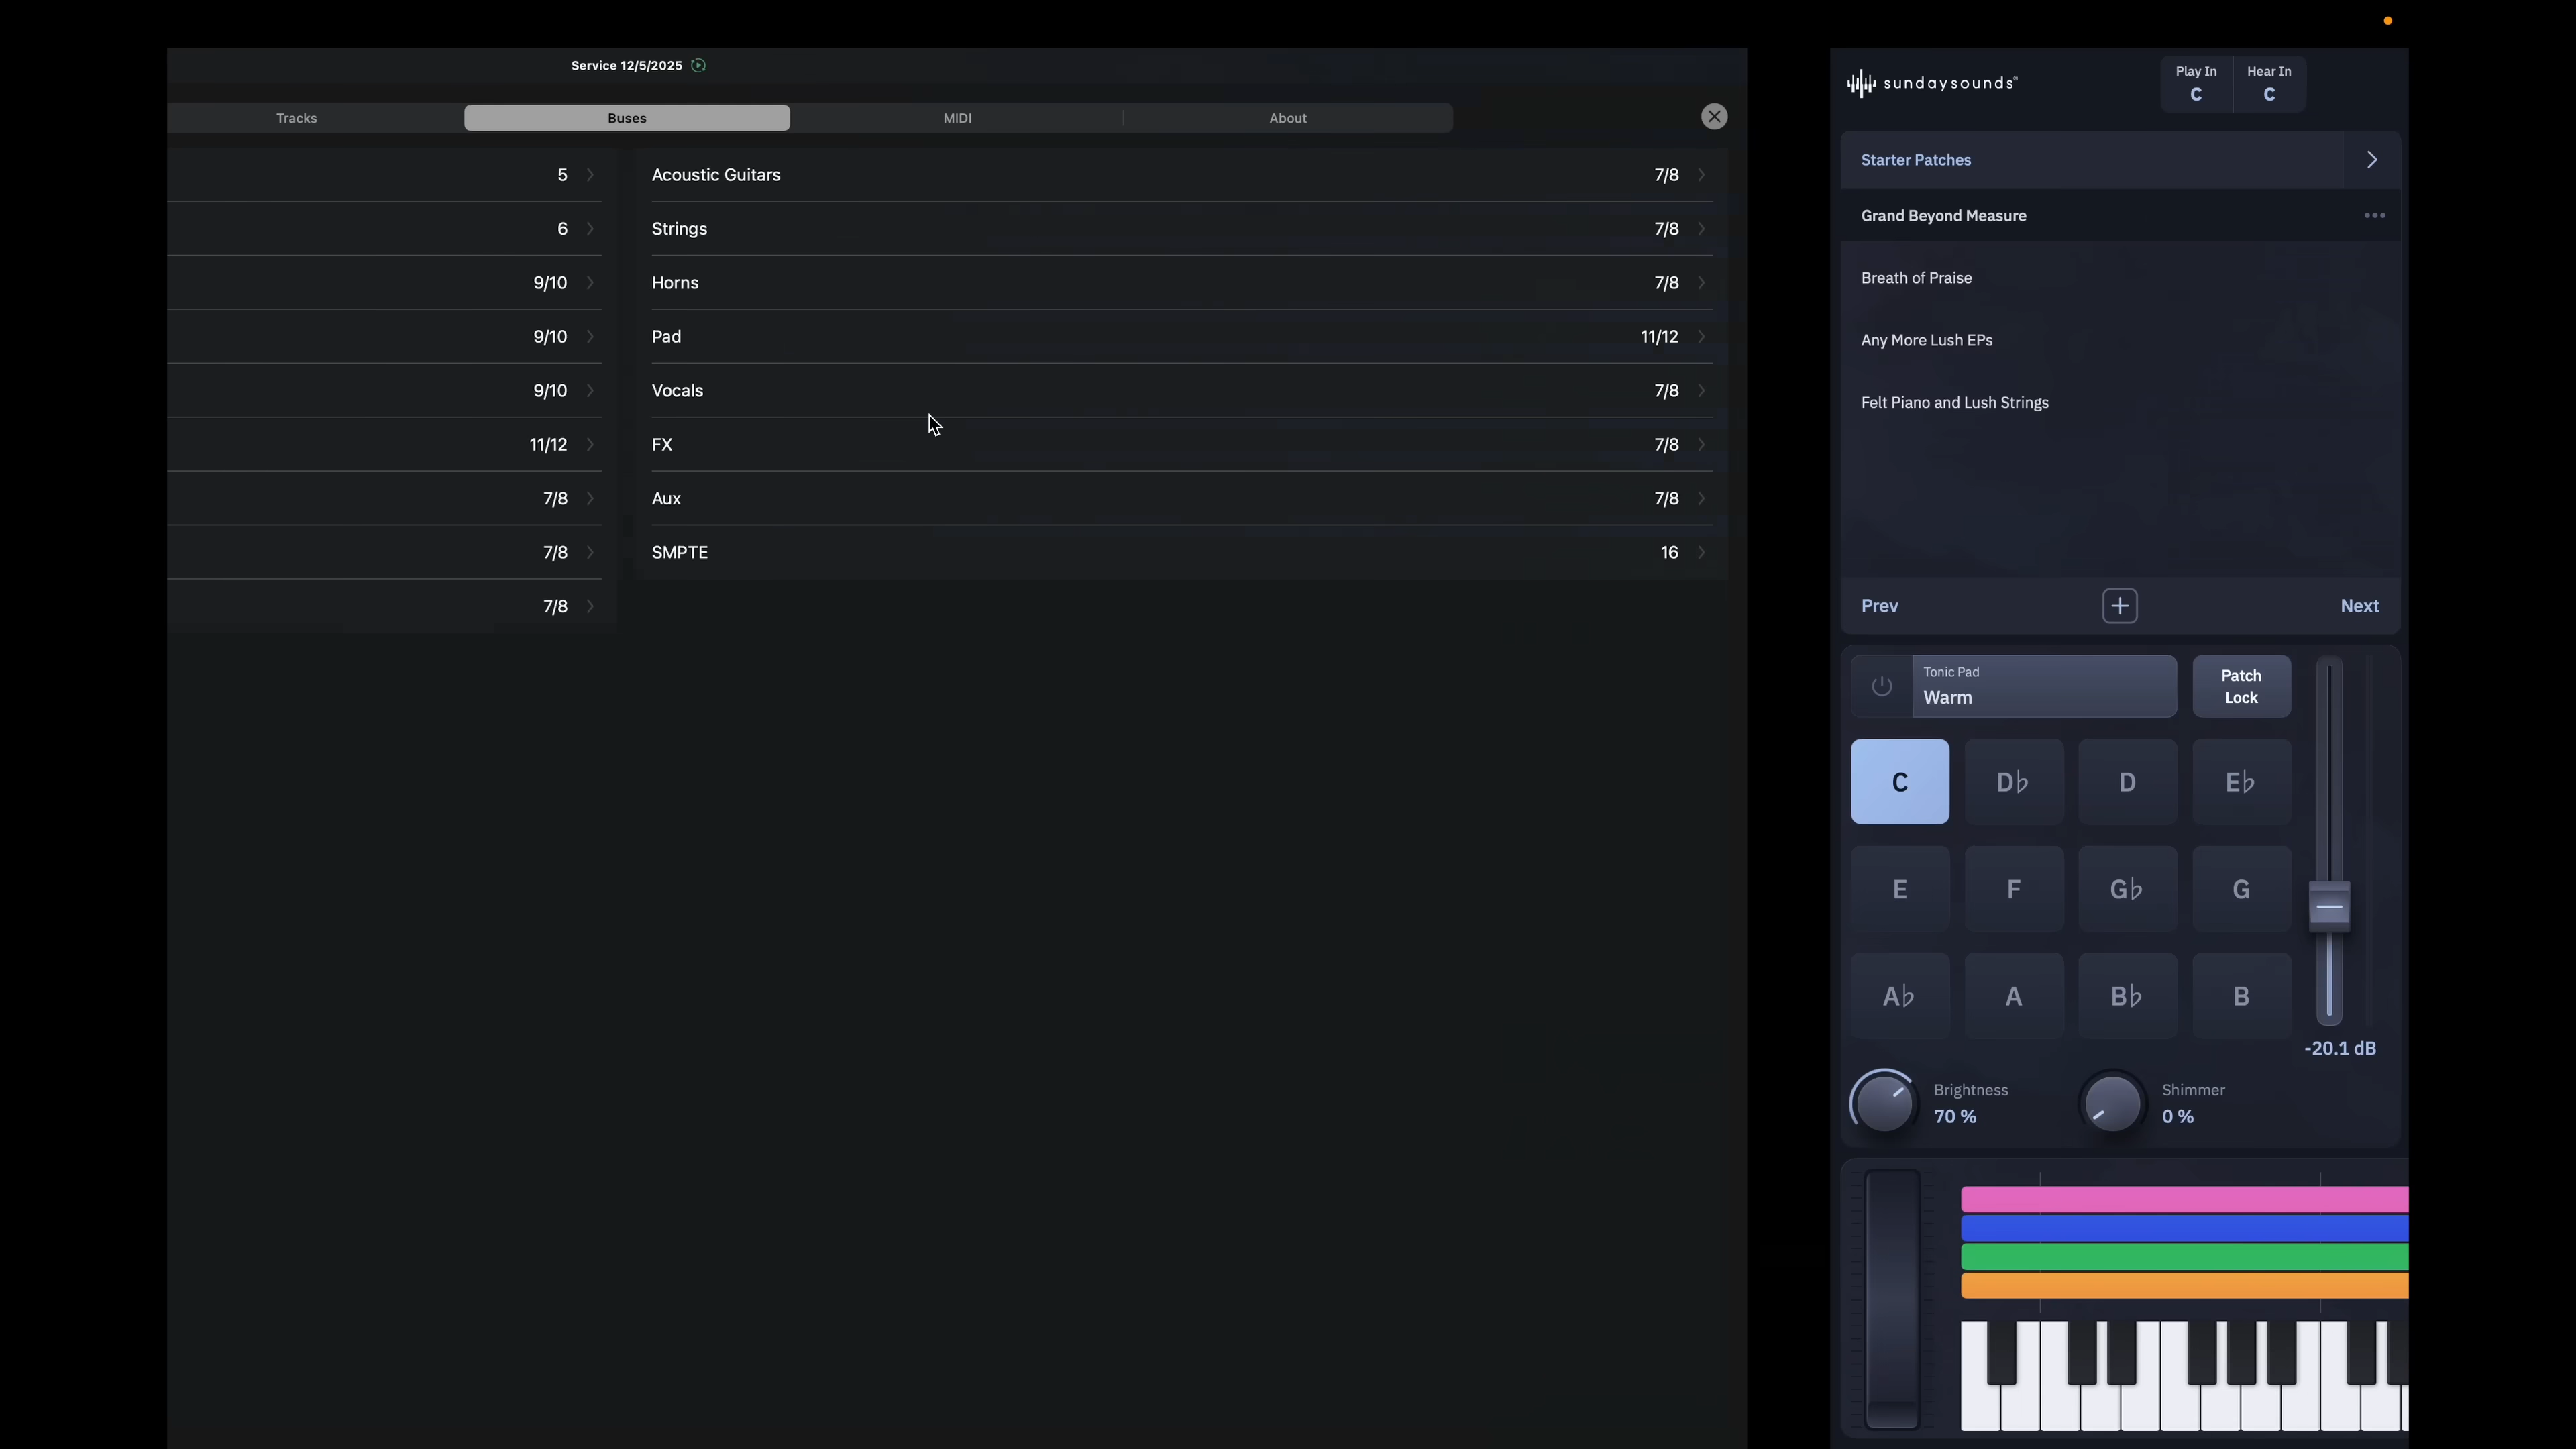 Service 12/5/2025
Tracks
Buses
MIDI
About
5
6
9/10
9/10
9/10
11/12
7/8
7/8
7/8
Acoustic Guitars 7/8
Strings 7/8
Horns 7/8
Pad 11/12
Vocals 7/8
FX 7/8
Aux 7/8
SMPTE 16
sundaysounds®
Play In
C
Hear In
C
Starter Patches
Grand Beyond Measure
Breath of Praise
Any More Lush EPs
Felt Piano and Lush Strings
Prev
Next
Tonic Pad
Warm
Patch
Lock
C D♭ D E♭
E F G♭ G
A♭ A B♭ B
-20.1 dB
Brightness
70 %
Shimmer
0 %